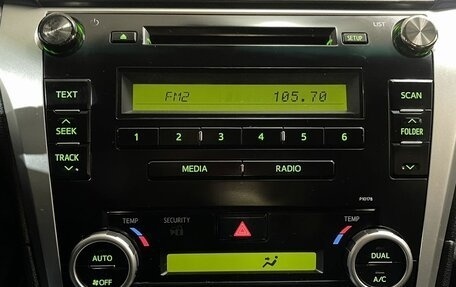 LIST
SETUP
FM2 105.70
TEXT
SCAN
SEEK
FOLDER
TRACK
1 2 3 4 5 6
MEDIA RADIO
P10178
SECURITY
TEMP TEMP
AUTO
DUAL
OFF
A/C